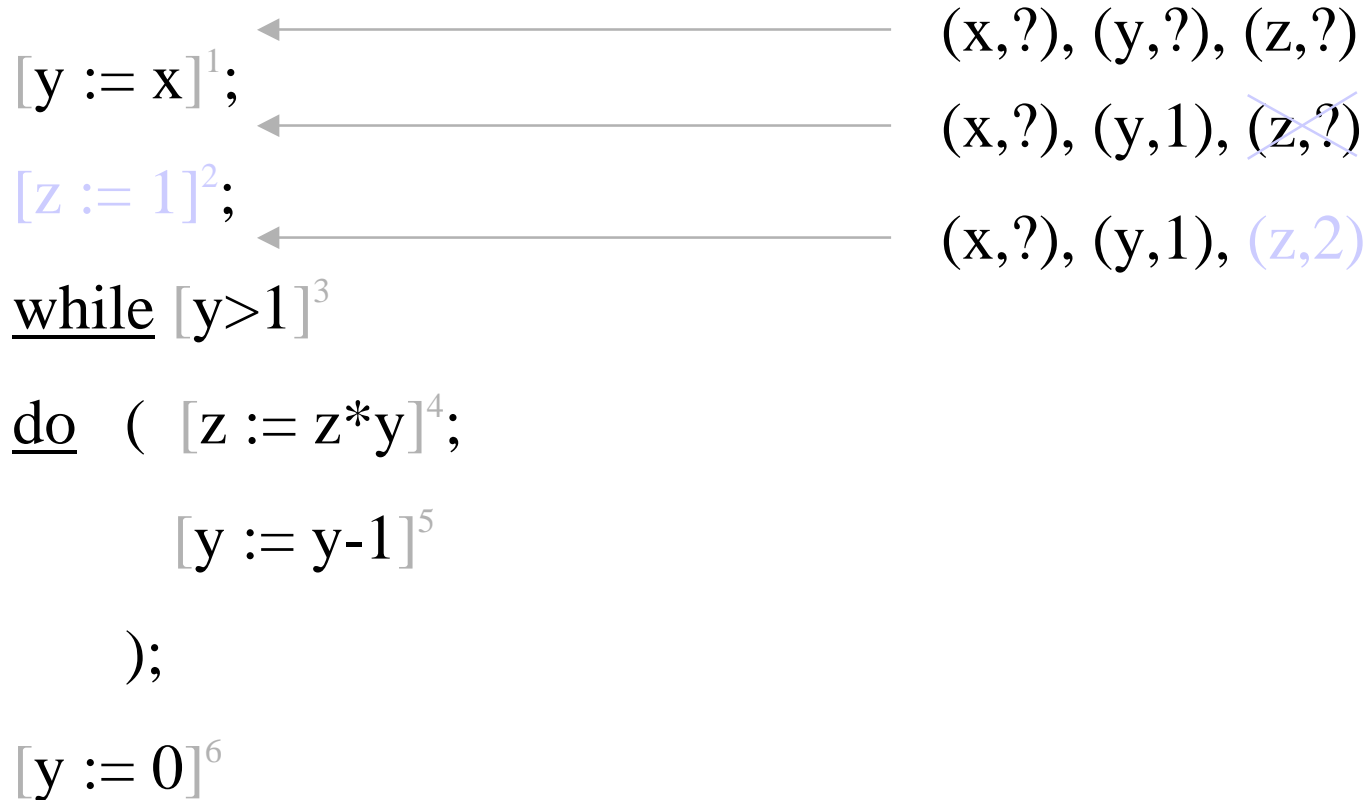 (x,?), (y,?), (z,?)
[y := x]¹;
(x,?), (y,1), (z,?)
[z := 1]²;
(x,?), (y,1), (z,2)
while [y>1]³
do ( [z := z*y]⁴;
[y := y-1]⁵
);
[y := 0]⁶